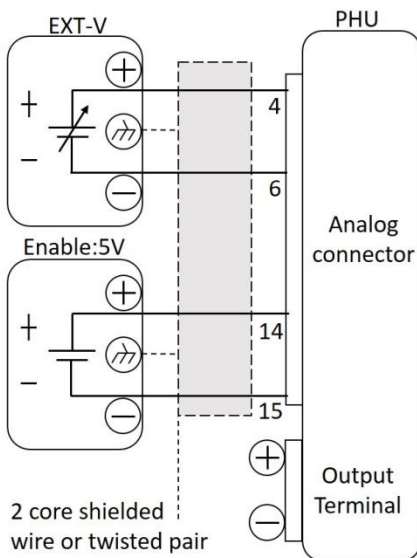 EXT-V
PHU
+
−
+
−
4
6
Analog
connector
Enable:5V
+
−
+
−
14
15
+
−
Output
Terminal
2 core shielded
wire or twisted pair